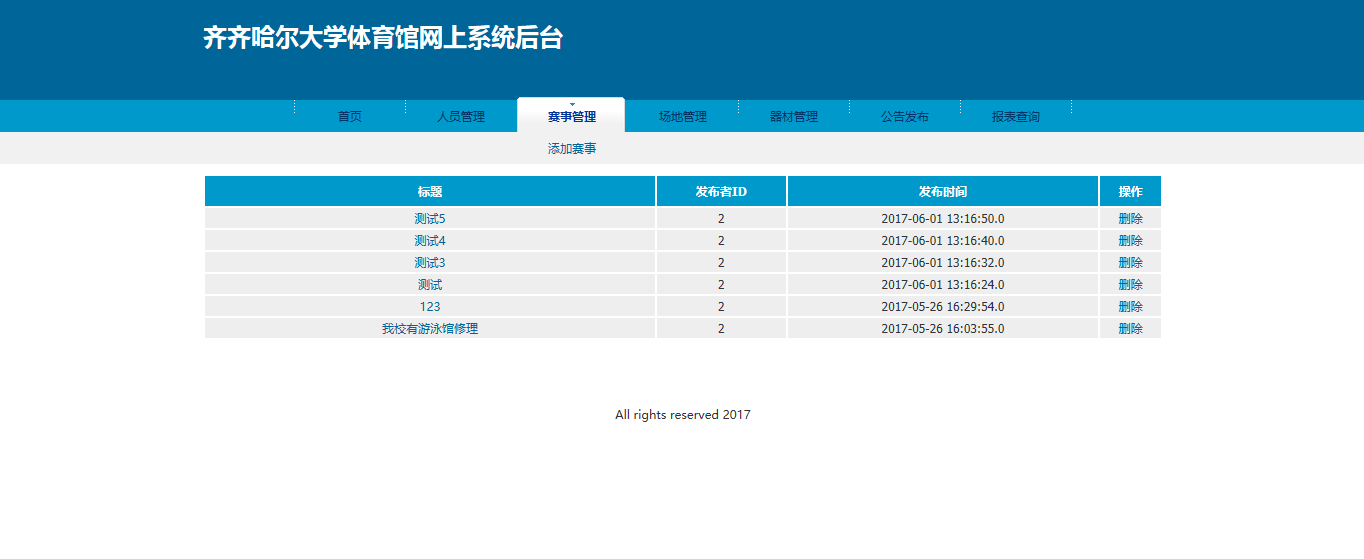 齐齐哈尔大学体育馆网上系统后台
首页 人员管理 赛事管理 场地管理 器材管理 公告发布 报表查询
添加赛事
标题 发布者ID 发布时间 操作
测试5 2 2017-06-01 13:16:50.0 删除
测试4 2 2017-06-01 13:16:40.0 删除
测试3 2 2017-06-01 13:16:32.0 删除
测试 2 2017-06-01 13:16:24.0 删除
123 2 2017-05-26 16:29:54.0 删除
我校有游泳馆修理 2 2017-05-26 16:03:55.0 删除
All rights reserved 2017